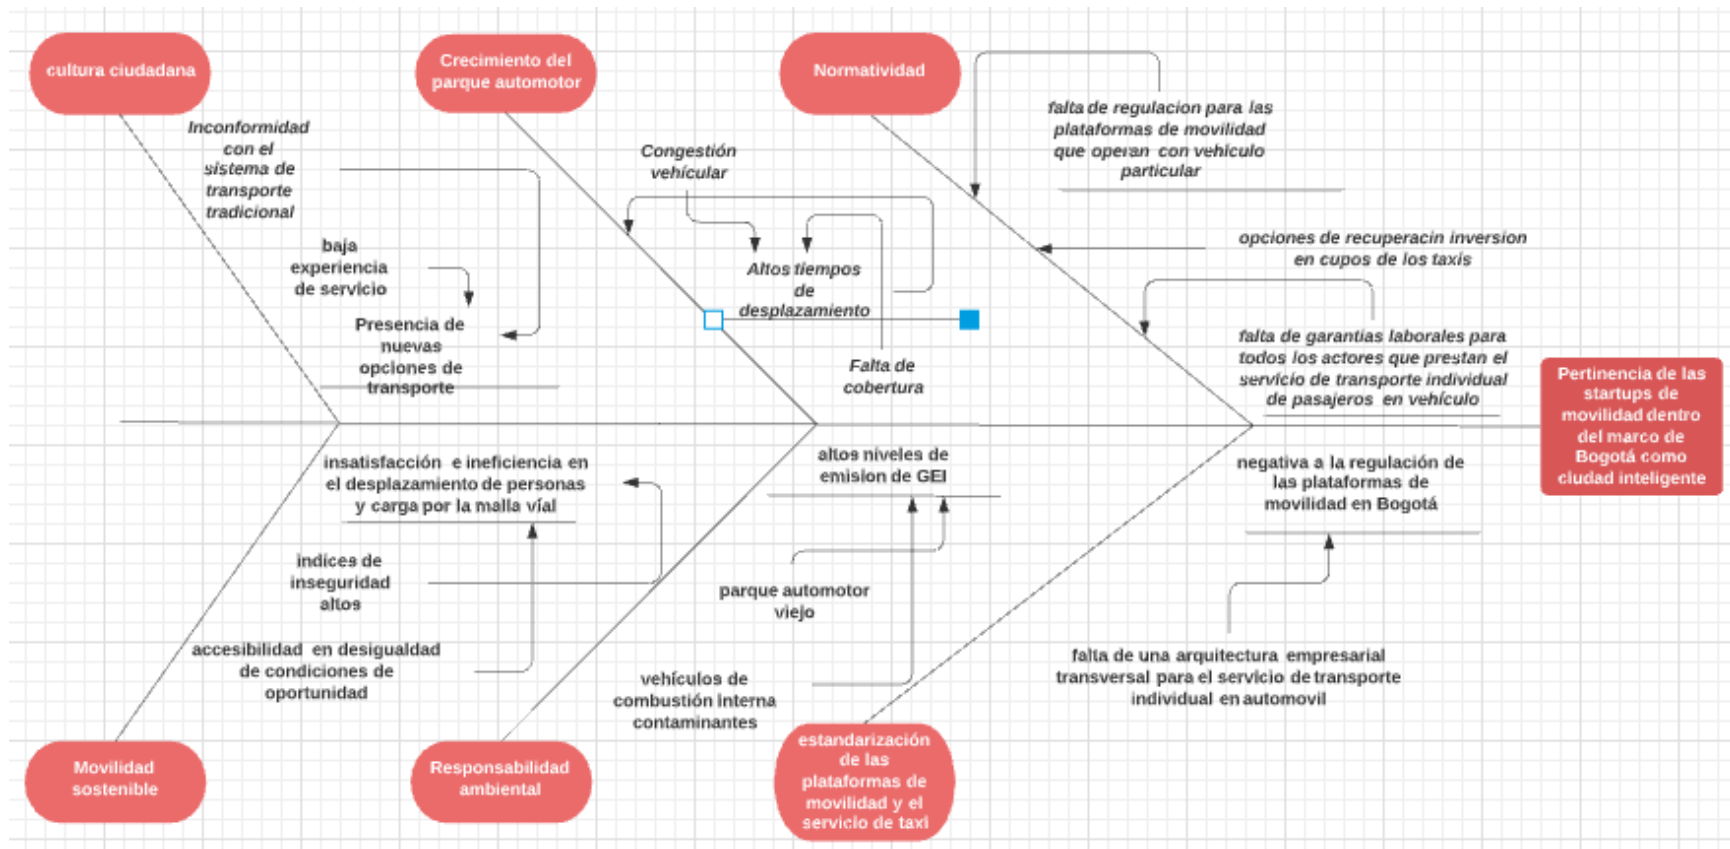 cultura ciudadana
Crecimiento del
parque automotor
Normatividad
Inconformidad
con el
sistema de
transporte
tradicional
baja
experiencia
de servicio
Presencia de
nuevas
opciones de
transporte
Congestión
vehícular
Altos tiempos
de
desplazamiento
Falta de
cobertura
falta de regulacion para las
plataformas de movilidad
que operan con vehículo
particular
opciones de recuperacin inversion
en cupos de los taxis
falta de garantias laborales para
todos los actores que prestan el
servicio de transporte individual
de pasajeros en vehículo
Pertinencia de las
startups de
movilidad dentro
del marco de
Bogotá como
ciudad inteligente
insatisfacción e ineficiencia en
el desplazamiento de personas
y carga por la malla víal
indices de
inseguridad
altos
accesibilidad en desigualdad
de condiciones de
oportunidad
altos niveles de
emision de GEI
parque automotor
viejo
vehículos de
combustión interna
contaminantes
negativa a la regulación de
las plataformas de
movilidad en Bogotá
falta de una arquitectura empresarial
transversal para el servicio de transporte
individual en automovil
Movilidad
sostenible
Responsabilidad
ambiental
estandarización
de las
plataformas de
movilidad y el
servicio de taxi